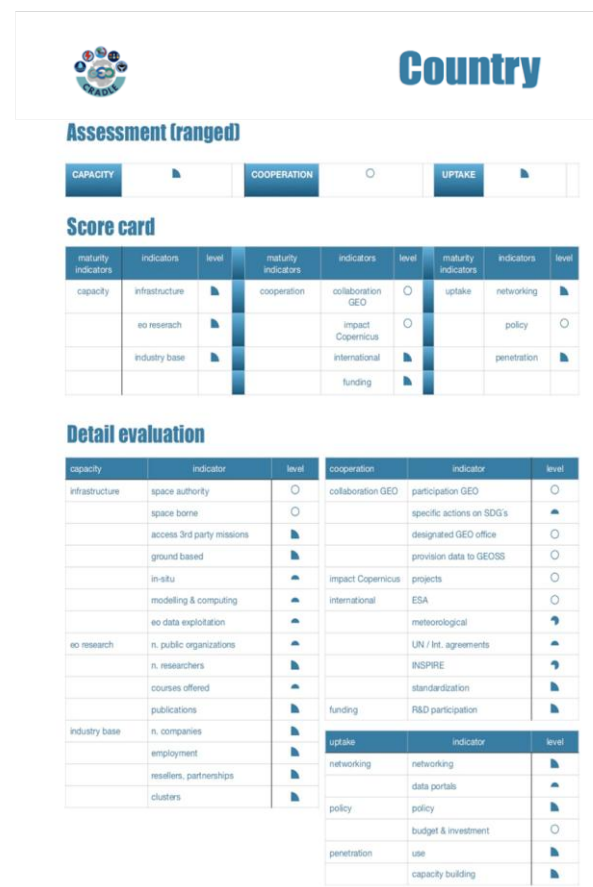 CRADLE
Country
Assessment (ranged)
CAPACITY COOPERATION UPTAKE
Score card
maturity indicators indicators level maturity indicators indicators level maturity indicators indicators level
capacity infrastructure cooperation collaboration GEO uptake networking
eo reserach impact Copernicus policy
industry base international penetration
funding
Detail evaluation
capacity indicator level
infrastructure space authority
space borne
access 3rd party missions
ground based
in-situ
modelling & computing
eo data exploitation
eo research n. public organizations
n. researchers
courses offered
publications
industry base n. companies
employment
resellers, partnerships
clusters
cooperation indicator level
collaboration GEO participation GEO
specific actions on SDG's
designated GEO office
provision data to GEOSS
impact Copernicus projects
international ESA
meteorological
UN / Int. agreements
INSPIRE
standardization
funding R&D participation
uptake indicator level
networking networking
data portals
policy policy
budget & investment
penetration use
capacity building